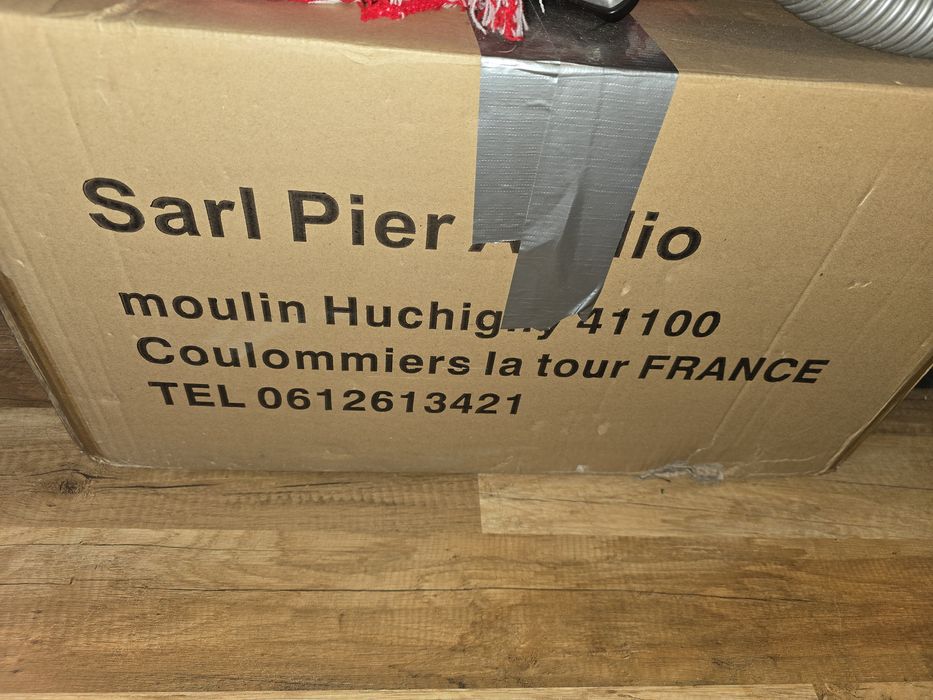 Sarl Pier
moulin 41100
Coulommiers la tour FRANCE
TEL 0612613421